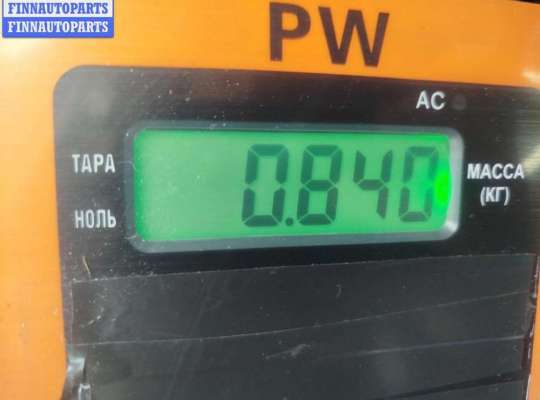 FINNAUTOPARTS
FINNAUTOPARTS
PW
AC
ТАРА
0.840
МАССА
(КГ)
НОЛЬ